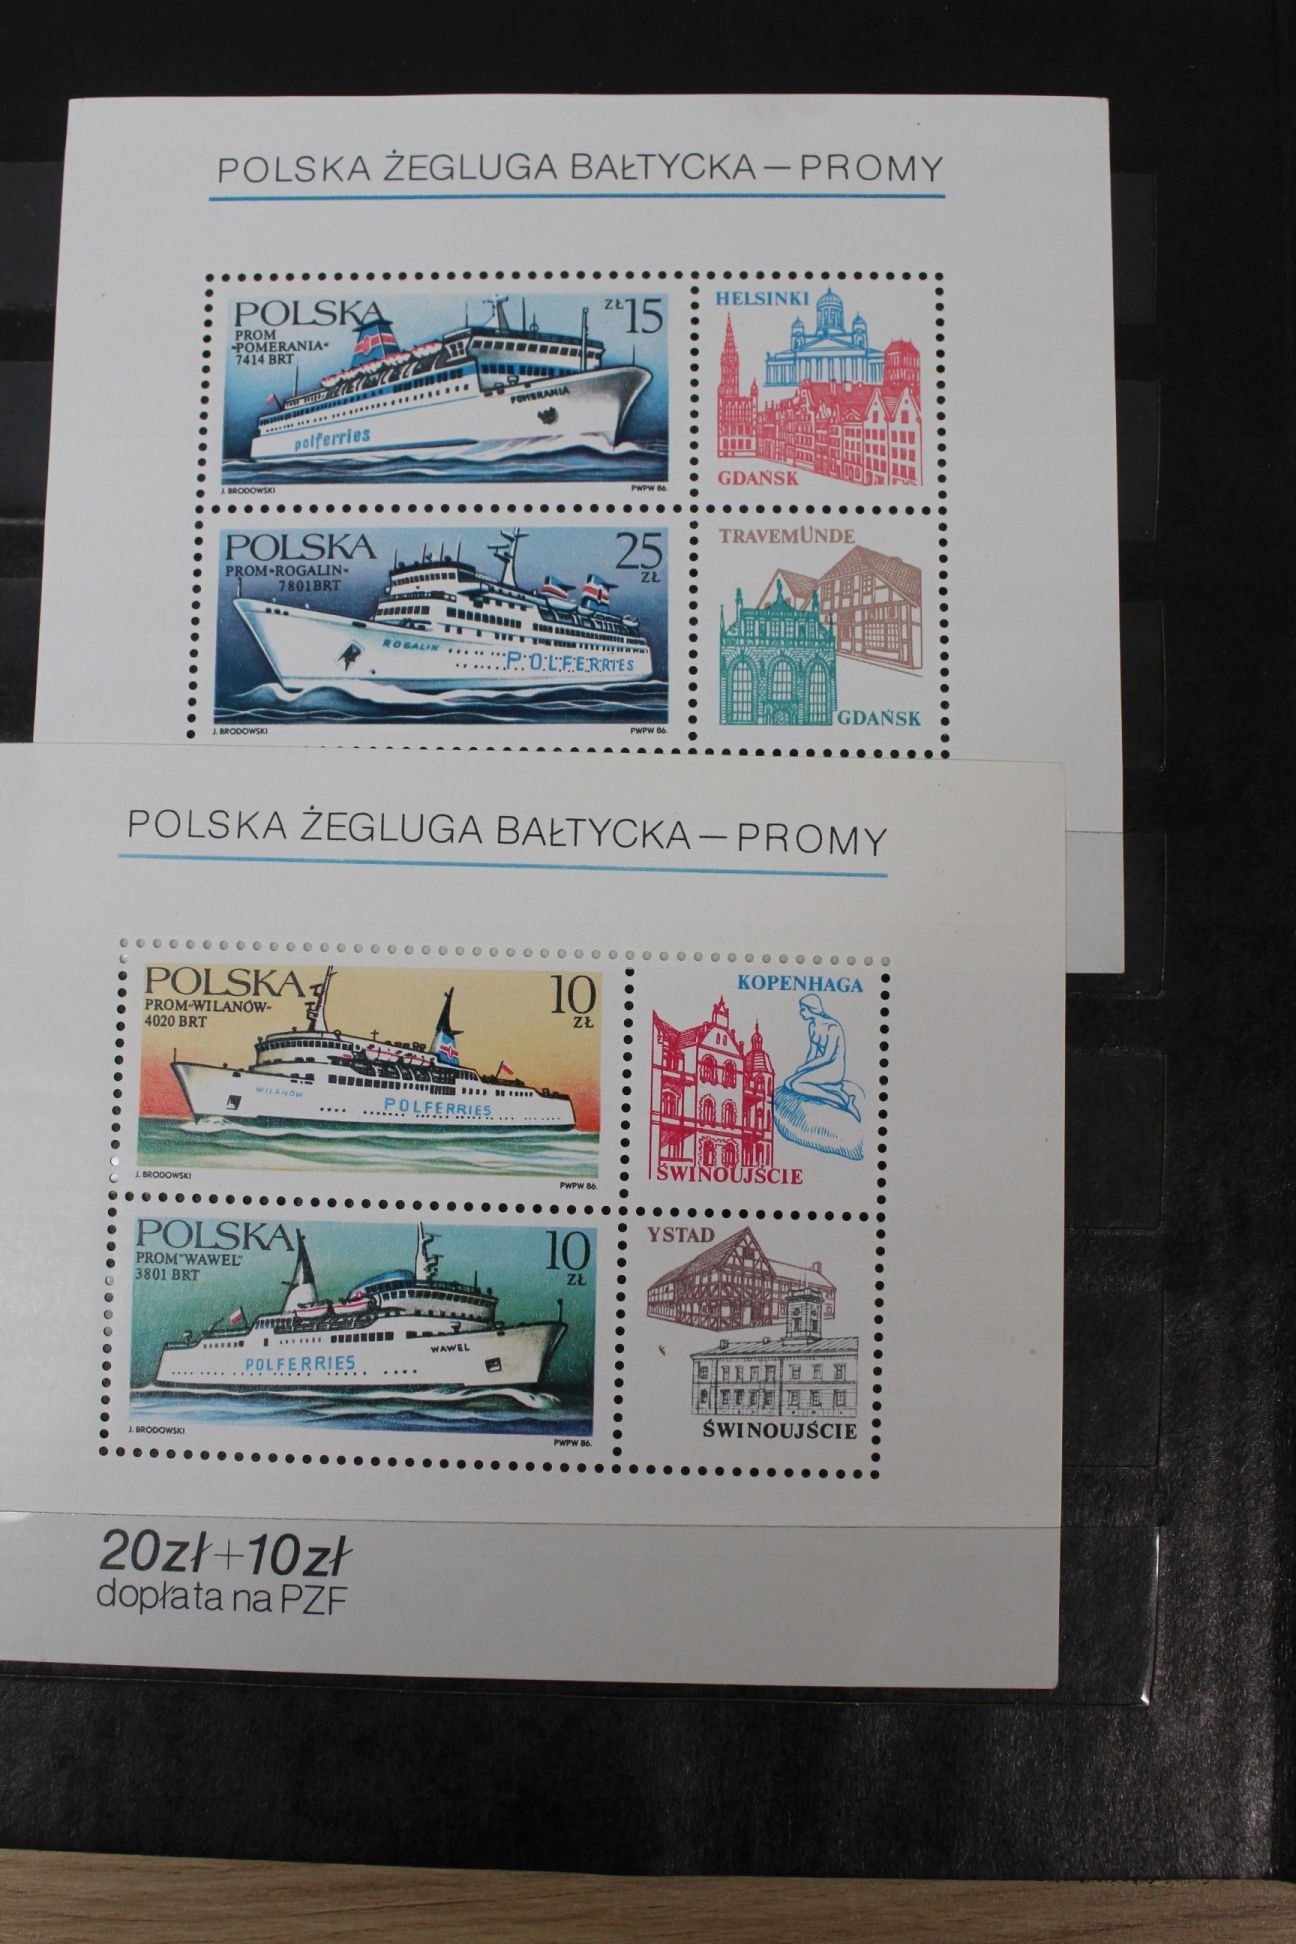 POLSKA ŻEGLUGA BAŁTYCKA – PROMY
POLSKA
ZŁ 15
PROM
"POMERANIA"
7414 BRT
POMERANIA
polferries
J. BRODOWSKI
PWPW 86.
HELSINKI
GDAŃSK
POLSKA
25
ZŁ
PROM "ROGALIN"
7801 BRT
ROGALIN
POLFERRIES
J. BRODOWSKI
PWPW 86.
TRAVEMÜNDE
GDAŃSK
POLSKA ŻEGLUGA BAŁTYCKA – PROMY
POLSKA
10
ZŁ
PROM "WILANÓW"
4020 BRT
WILANÓW
POLFERRIES
J. BRODOWSKI
PWPW 86.
KOPENHAGA
ŚWINOUJŚCIE
POLSKA
10
ZŁ
PROM "WAWEL"
3801 BRT
WAWEL
POLFERRIES
J. BRODOWSKI
PWPW 86.
YSTAD
ŚWINOUJŚCIE
20zł+10zł
dopłata na PZF